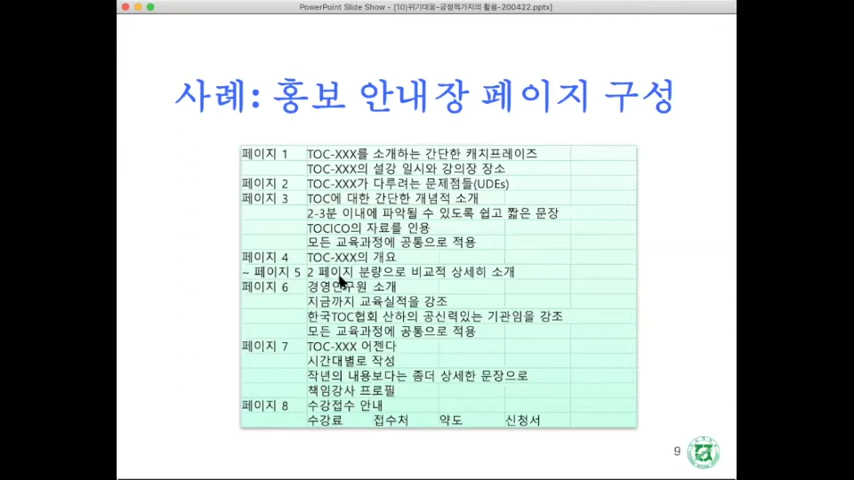 PowerPoint Slide Show - [10)위기대응-긍정적가지의 활용-200422.pptx]
사례: 홍보 안내장 페이지 구성
페이지 1 TOC-XXX를 소개하는 간단한 캐치프레이즈
TOC-XXX의 설강 일시와 강의장 장소
페이지 2 TOC-XXX가 다루려는 문제점들(UDEs)
페이지 3 TOC에 대한 간단한 개념적 소개
2-3분 이내에 파악될 수 있도록 쉽고 짧은 문장
TOCICO의 자료를 인용
모든 교육과정에 공통으로 적용
페이지 4 TOC-XXX의 개요
~ 페이지 5 2 페이지 분량으로 비교적 상세히 소개
페이지 6 경영연구원 소개
지금까지 교육실적을 강조
한국TOC협회 산하의 공신력있는 기관임을 강조
모든 교육과정에 공통으로 적용
페이지 7 TOC-XXX 어젠다
시간대별로 작성
작년의 내용보다는 좀더 상세한 문장으로
책임강사 프로필
페이지 8 수강접수 안내
수강료 접수처 약도 신청서
9